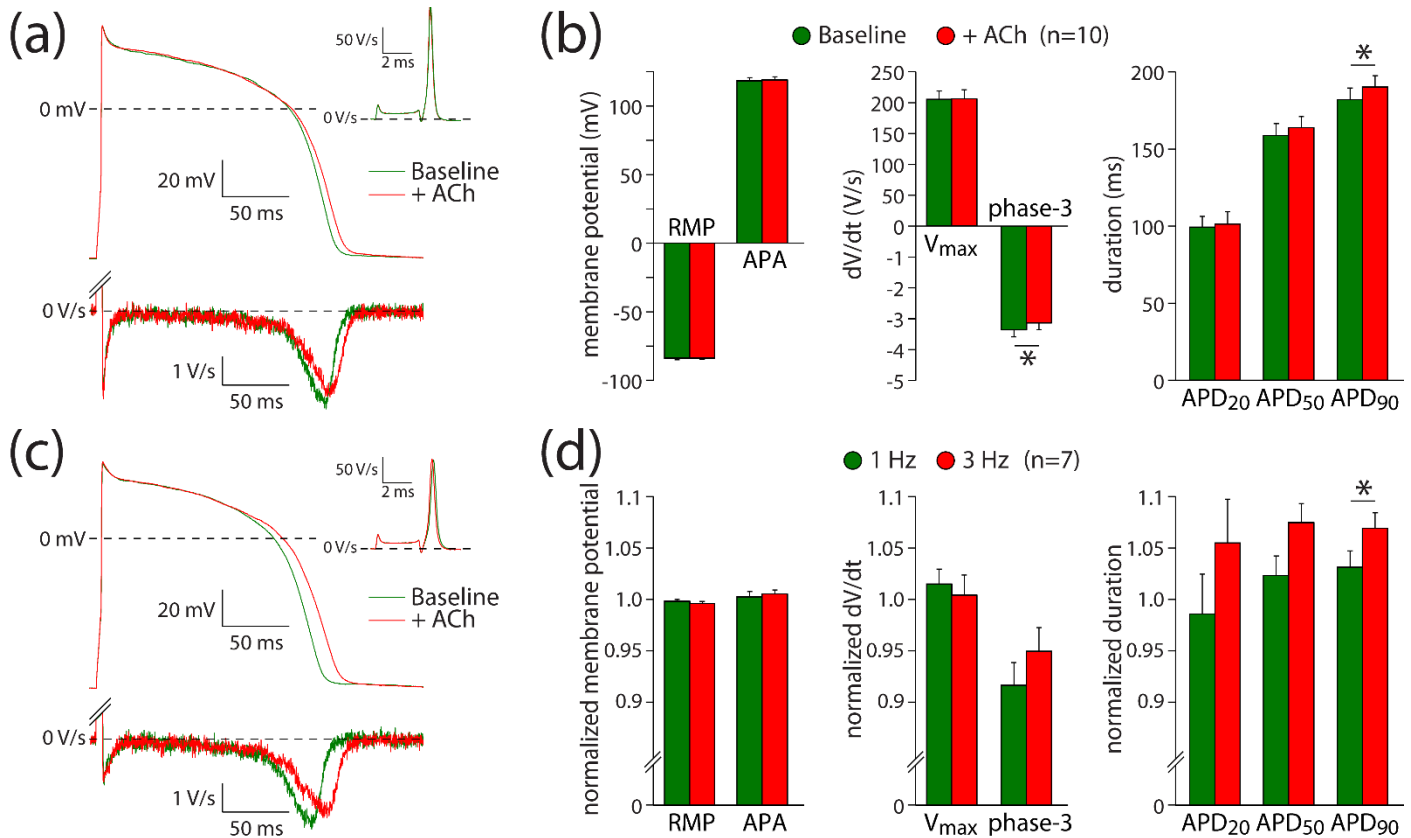 (a)
50 V/s
2 ms
0 V/s
0 mV
20 mV
50 ms
Baseline
+ ACh
0 V/s
1 V/s
50 ms
(b)
Baseline
+ ACh (n=10)
membrane potential (mV)
100
50
0
-50
-100
RMP
APA
dV/dt (V/s)
250
200
150
100
50
0
-1
-2
-3
-4
-5
Vmax
phase-3
*
duration (ms)
200
150
100
50
0
*
APD20
APD50
APD90
(c)
50 V/s
2 ms
0 V/s
0 mV
20 mV
50 ms
Baseline
+ ACh
0 V/s
1 V/s
50 ms
(d)
1 Hz
3 Hz (n=7)
normalized membrane potential
1.1
1.05
1.0
0.95
0.9
0
RMP
APA
normalized dV/dt
1.1
1.05
1.0
0.95
0.9
0
Vmax
phase-3
normalized duration
1.1
1.05
1.0
0.95
0.9
0
*
APD20
APD50
APD90